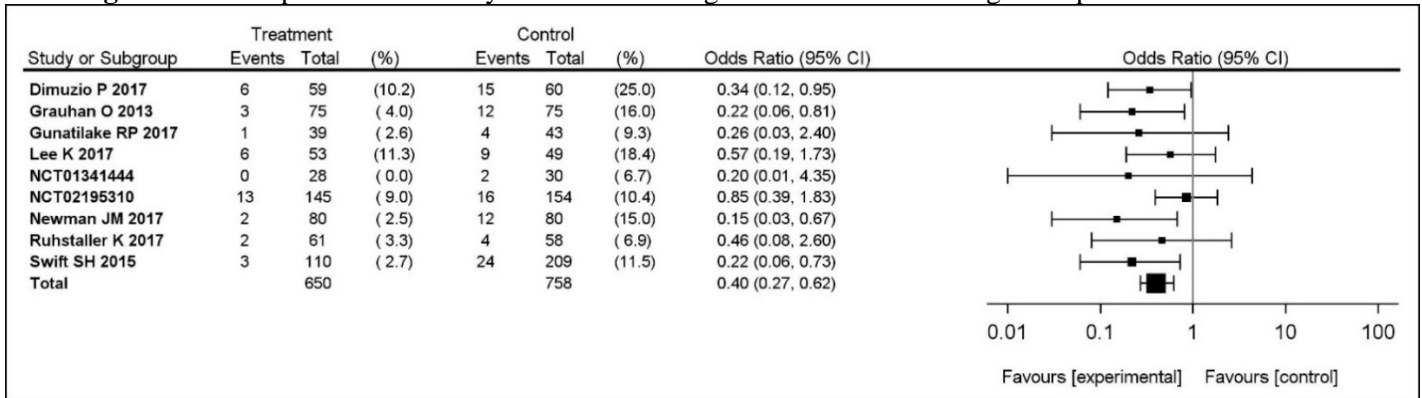 Treatment Control
Study or Subgroup Events Total (%) Events Total (%) Odds Ratio (95% CI) Odds Ratio (95% CI)
Dimuzio P 2017 6 59 (10.2) 15 60 (25.0) 0.34 (0.12, 0.95)
Grauhan O 2013 3 75 ( 4.0) 12 75 (16.0) 0.22 (0.06, 0.81)
Gunatilake RP 2017 1 39 ( 2.6) 4 43 ( 9.3) 0.26 (0.03, 2.40)
Lee K 2017 6 53 (11.3) 9 49 (18.4) 0.57 (0.19, 1.73)
NCT01341444 0 28 ( 0.0) 2 30 ( 6.7) 0.20 (0.01, 4.35)
NCT02195310 13 145 ( 9.0) 16 154 (10.4) 0.85 (0.39, 1.83)
Newman JM 2017 2 80 ( 2.5) 12 80 (15.0) 0.15 (0.03, 0.67)
Ruhstaller K 2017 2 61 ( 3.3) 4 58 ( 6.9) 0.46 (0.08, 2.60)
Swift SH 2015 3 110 ( 2.7) 24 209 (11.5) 0.22 (0.06, 0.73)
Total 650 758 0.40 (0.27, 0.62)
0.01 0.1 1 10 100
Favours [experimental] Favours [control]